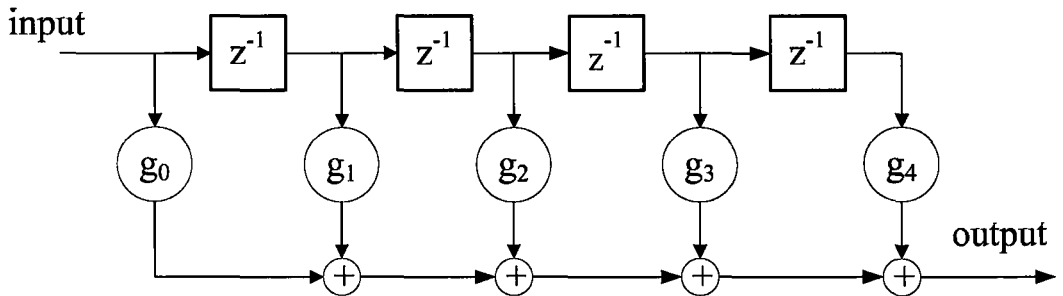 input
z⁻¹ z⁻¹ z⁻¹ z⁻¹
g₀ g₁ g₂ g₃ g₄
output
+ + + +